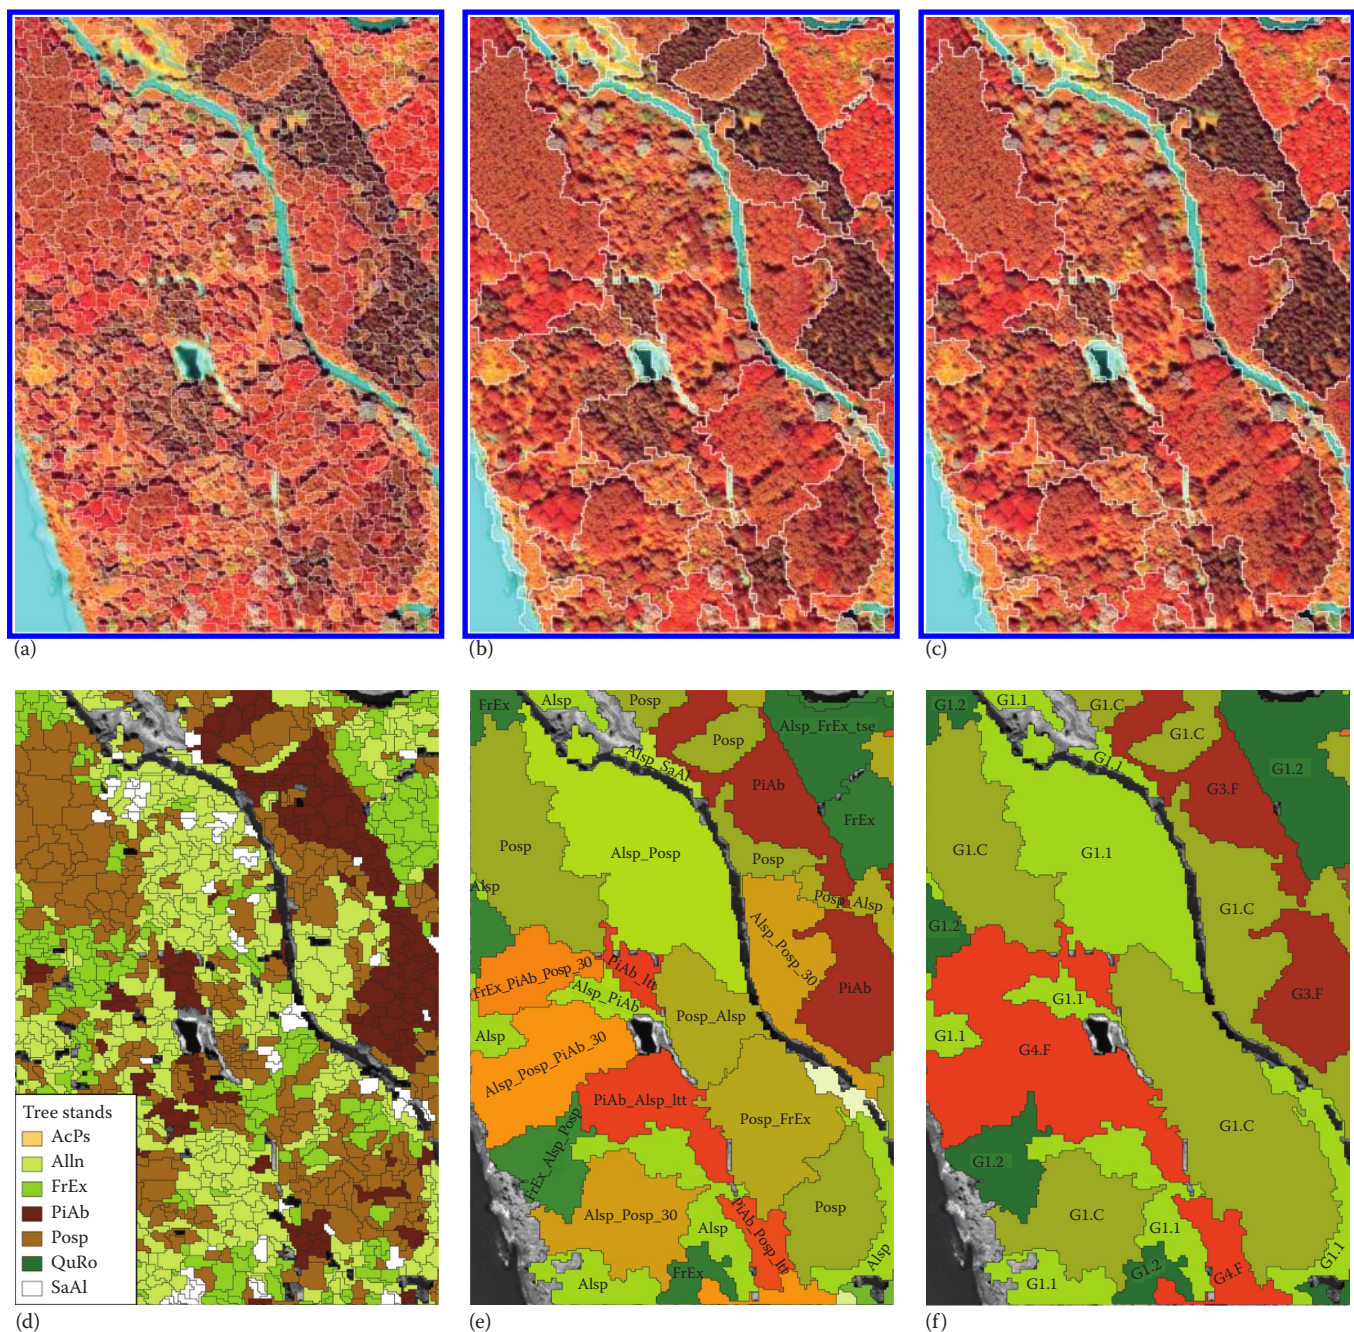 (a)
(b)
(c)
Tree stands
AcPs
Alln
FrEx
PiAb
Posp
QuRo
SaAl
(d)
FrEx
Alsp
Posp
Alsp_FrEx_tse
Posp
Alsp_SaAl
PiAb
FrEx
Posp
Alsp_Posp
Posp
Alsp
Posp_Alsp
Alsp_Posp_30
FrEx_PiAb_Posp_30
PiAb_ltt
PiAb
Alsp_PiAb
Posp_Alsp
Alsp
Alsp_Posp_PiAb_30
PiAb_Alsp_ltt
Posp_FrEx
FrEx_Alsp_Posp
Posp
Alsp_Posp_30
Alsp
PiAb_Posp_ltt
Alsp
FrEx
Alsp
(e)
G1.2
G1.1
G1.C
G1.C
G1.1
G1.2
G3.F
G1.C
G1.1
G1.C
G1.2
G3.F
G1.1
G1.1
G4.F
G1.C
G1.2
G1.C
G1.1
G1.2
G4.F
G1.1
G1.1
(f)